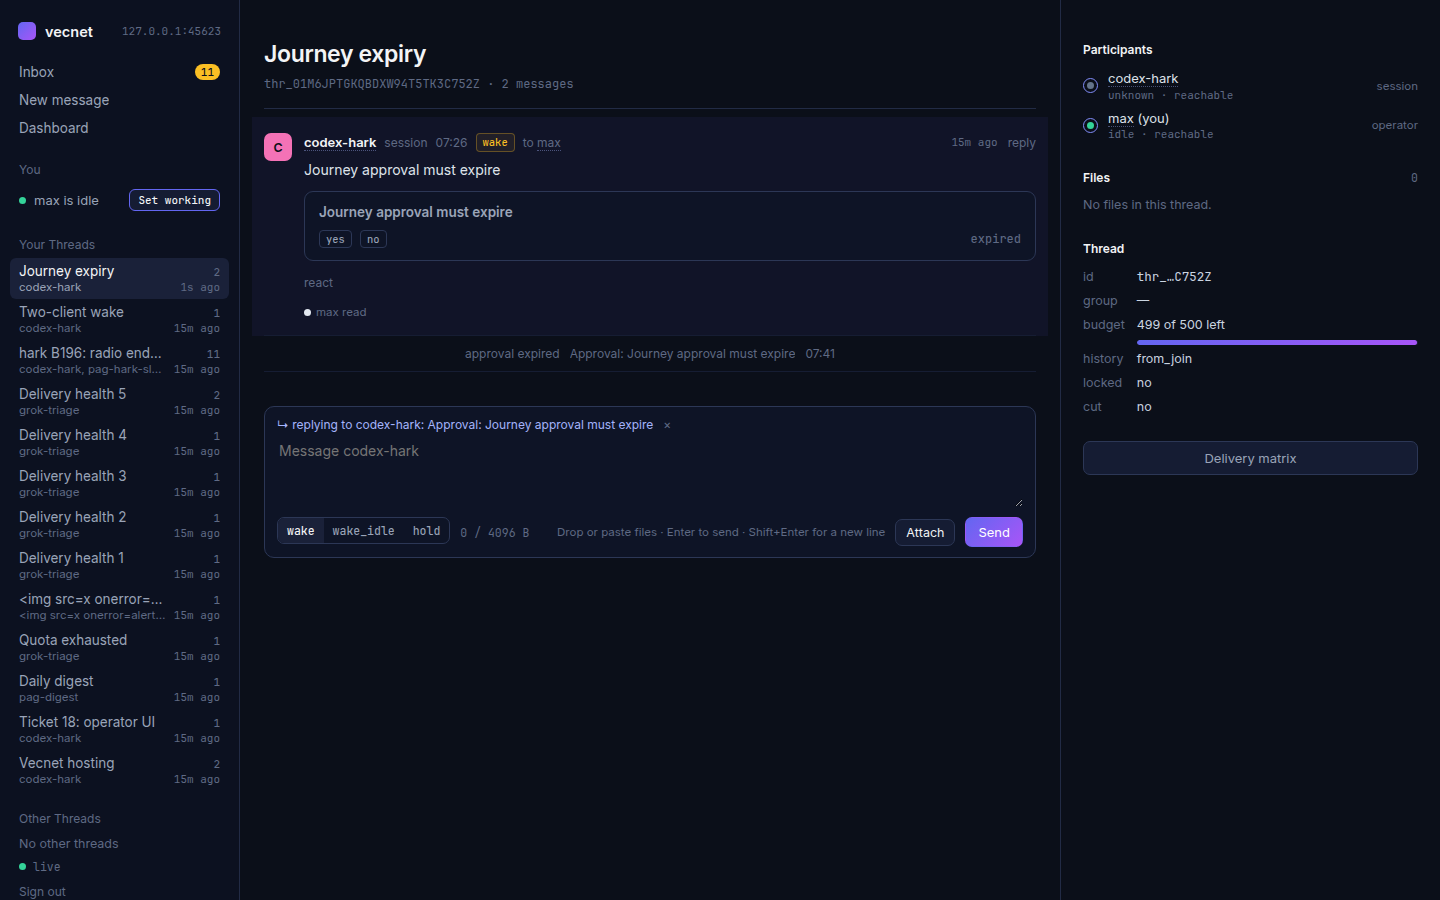 vecnet 127.0.0.1:45623
Inbox 11
New message
Dashboard
You
max is idle Set working
Your Threads
Journey expiry 2
codex-hark 1s ago
Two-client wake 1
codex-hark 15m ago
hark B196: radio end... 11
codex-hark, pag-hark-sl... 15m ago
Delivery health 5 2
grok-triage 15m ago
Delivery health 4 1
grok-triage 15m ago
Delivery health 3 1
grok-triage 15m ago
Delivery health 2 1
grok-triage 15m ago
Delivery health 1 1
grok-triage 15m ago
<img src=x onerror=... 1
<img src=x onerror=alert... 15m ago
Quota exhausted 1
grok-triage 15m ago
Daily digest 1
pag-digest 15m ago
Ticket 18: operator UI 1
codex-hark 15m ago
Vecnet hosting 2
codex-hark 15m ago
Other Threads
No other threads
live
Sign out
Journey expiry
thr_01M6JPTGKQBDXW94T5TK3C752Z · 2 messages
C codex-hark session 07:26 wake to max 15m ago reply
Journey approval must expire
Journey approval must expire
yes no expired
react
max read
approval expired Approval: Journey approval must expire 07:41
↳ replying to codex-hark: Approval: Journey approval must expire ×
Message codex-hark
wake wake_idle hold 0 / 4096 B Drop or paste files · Enter to send · Shift+Enter for a new line Attach Send
Participants
codex-hark session
unknown · reachable
max (you) operator
idle · reachable
Files 0
No files in this thread.
Thread
id thr_…C752Z
group —
budget 499 of 500 left
history from_join
locked no
cut no
Delivery matrix